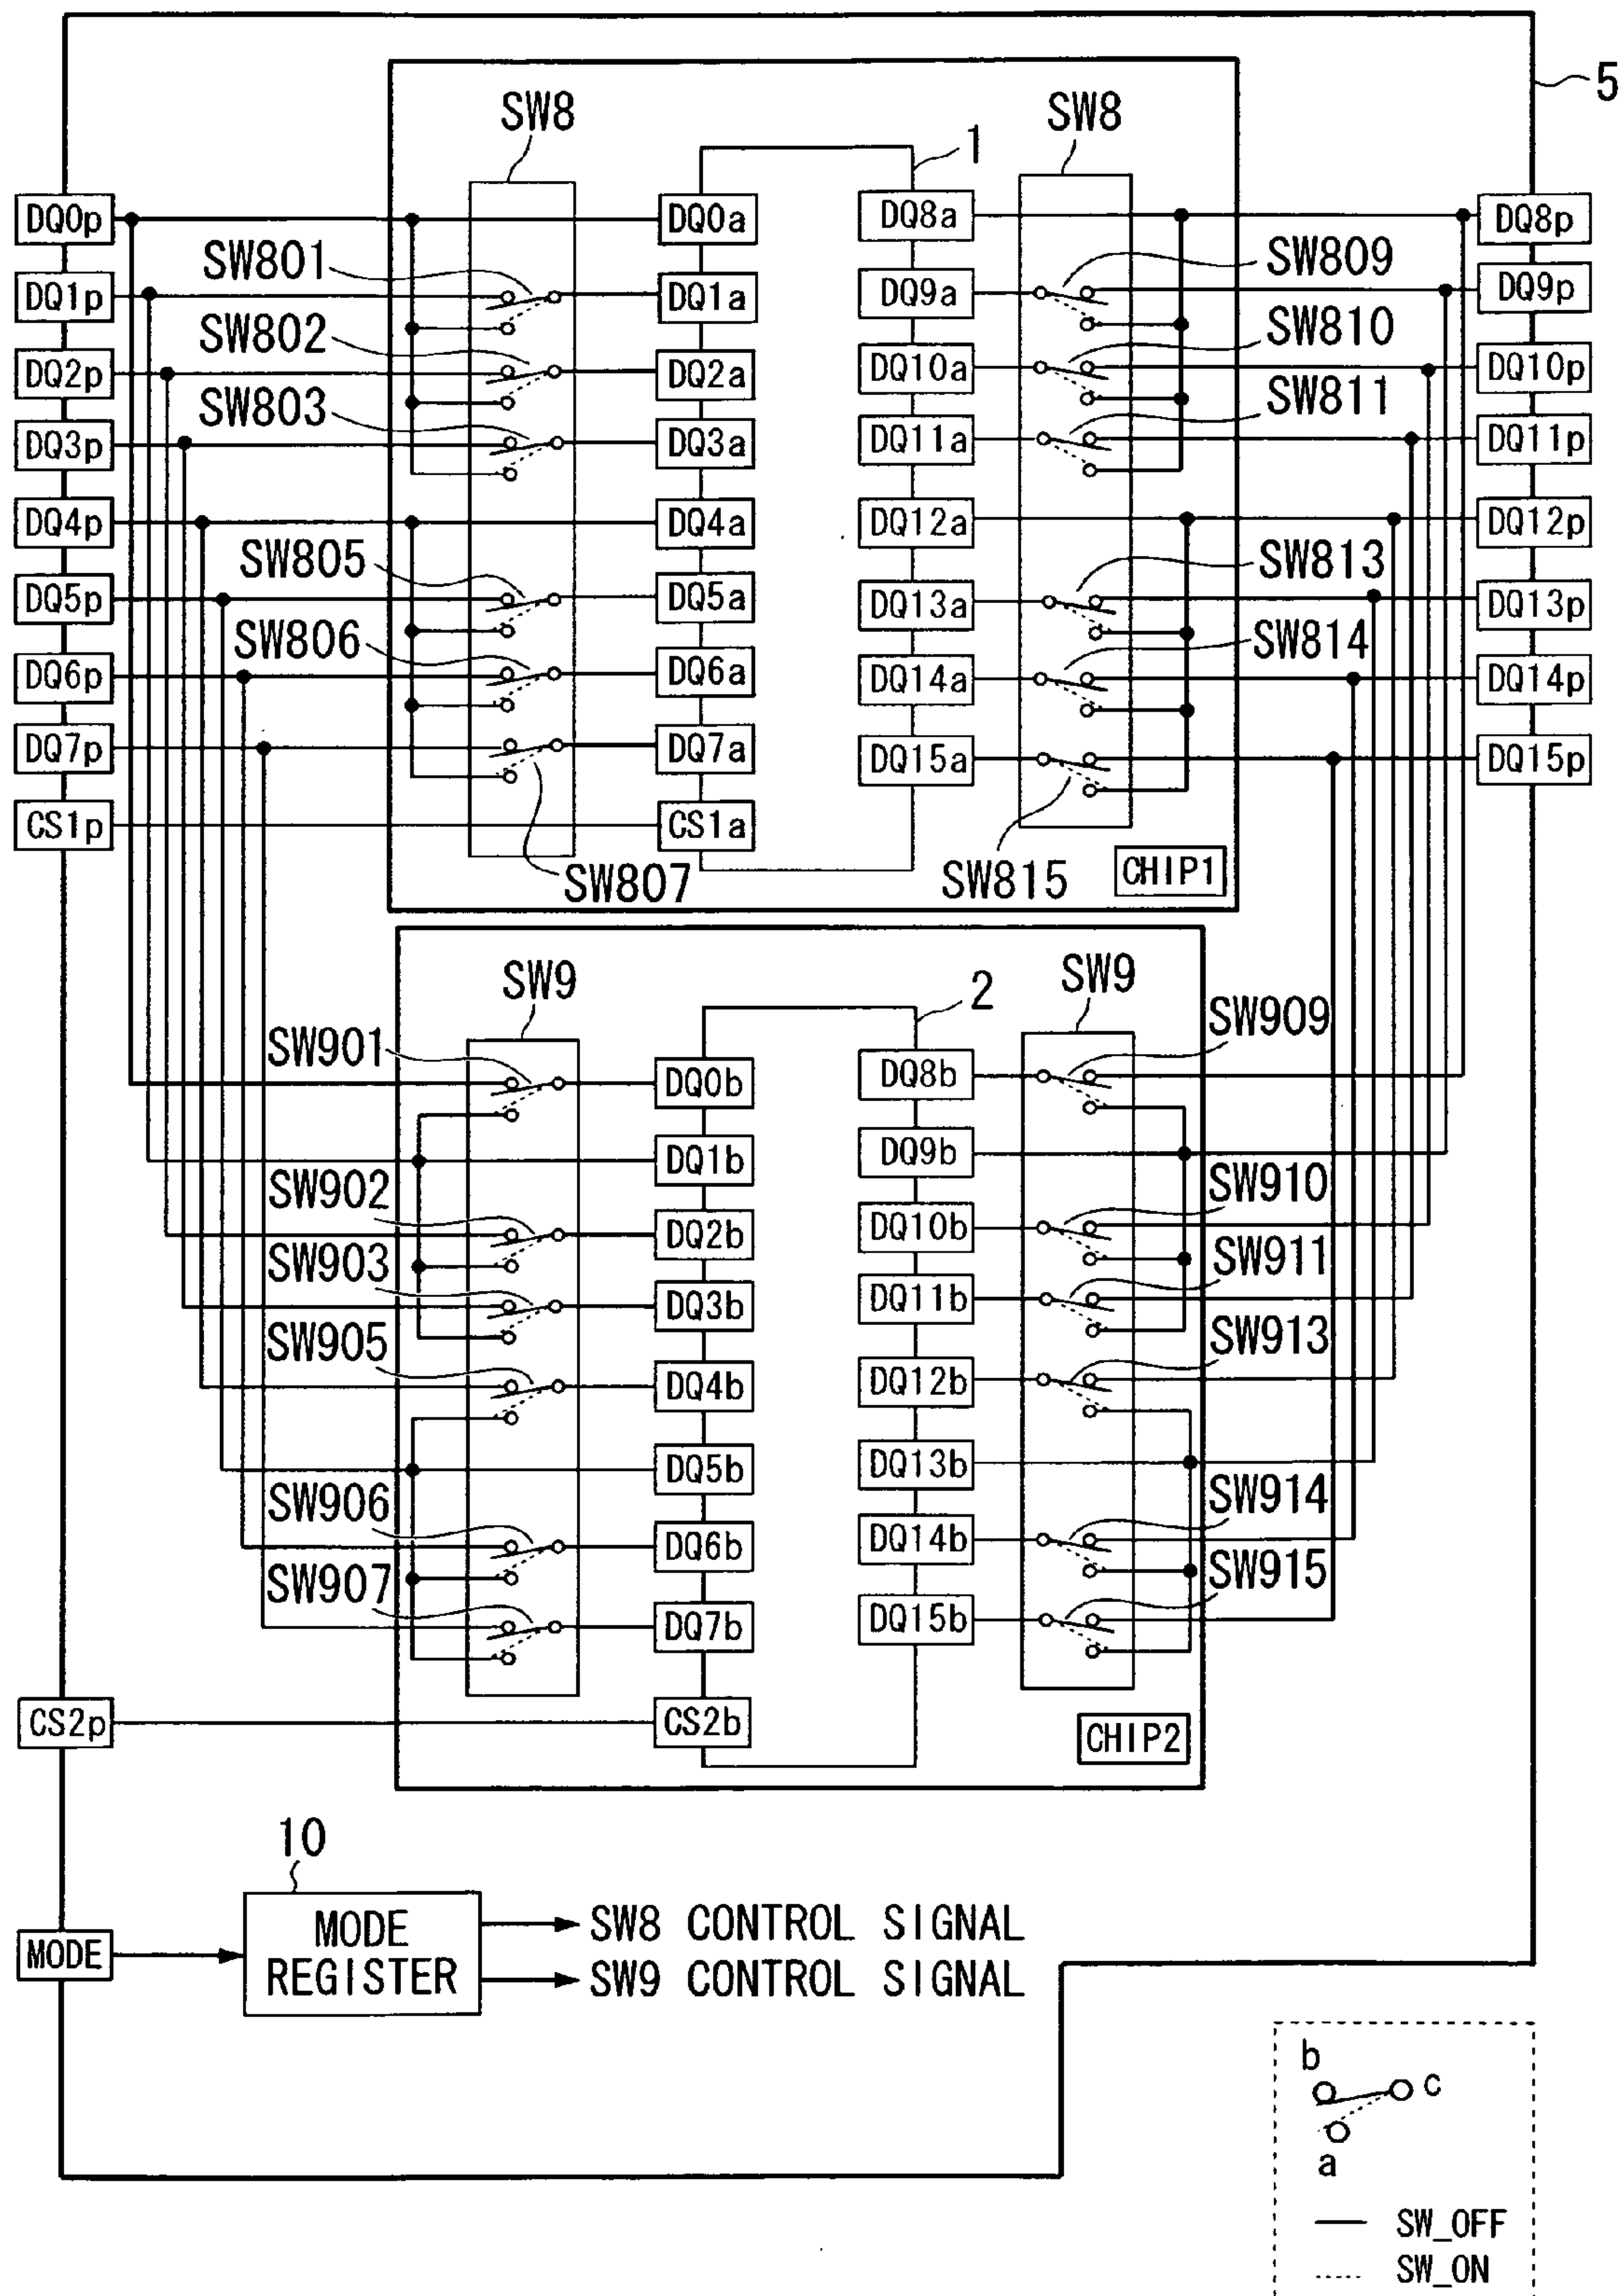 5
SW8
SW8
1
DQ0p
DQ0a
DQ8a
DQ8p
SW801
SW809
DQ1p
DQ1a
DQ9a
DQ9p
SW802
SW810
DQ2p
DQ2a
DQ10a
DQ10p
SW803
SW811
DQ3p
DQ3a
DQ11a
DQ11p
DQ4p
DQ4a
DQ12a
DQ12p
SW805
SW813
DQ5p
DQ5a
DQ13a
DQ13p
SW806
SW814
DQ6p
DQ6a
DQ14a
DQ14p
DQ7p
DQ7a
DQ15a
DQ15p
CS1p
CS1a
SW807
SW815
CHIP1
SW9
SW9
2
SW901
SW909
DQ0b
DQ8b
DQ1b
DQ9b
SW902
SW910
DQ2b
DQ10b
SW903
SW911
DQ3b
DQ11b
SW905
SW913
DQ4b
DQ12b
DQ5b
DQ13b
SW906
SW914
DQ6b
DQ14b
SW907
SW915
DQ7b
DQ15b
CS2p
CS2b
CHIP2
10
MODE
MODE
REGISTER
SW8 CONTROL SIGNAL
SW9 CONTROL SIGNAL
b
c
a
SW_OFF
SW_ON